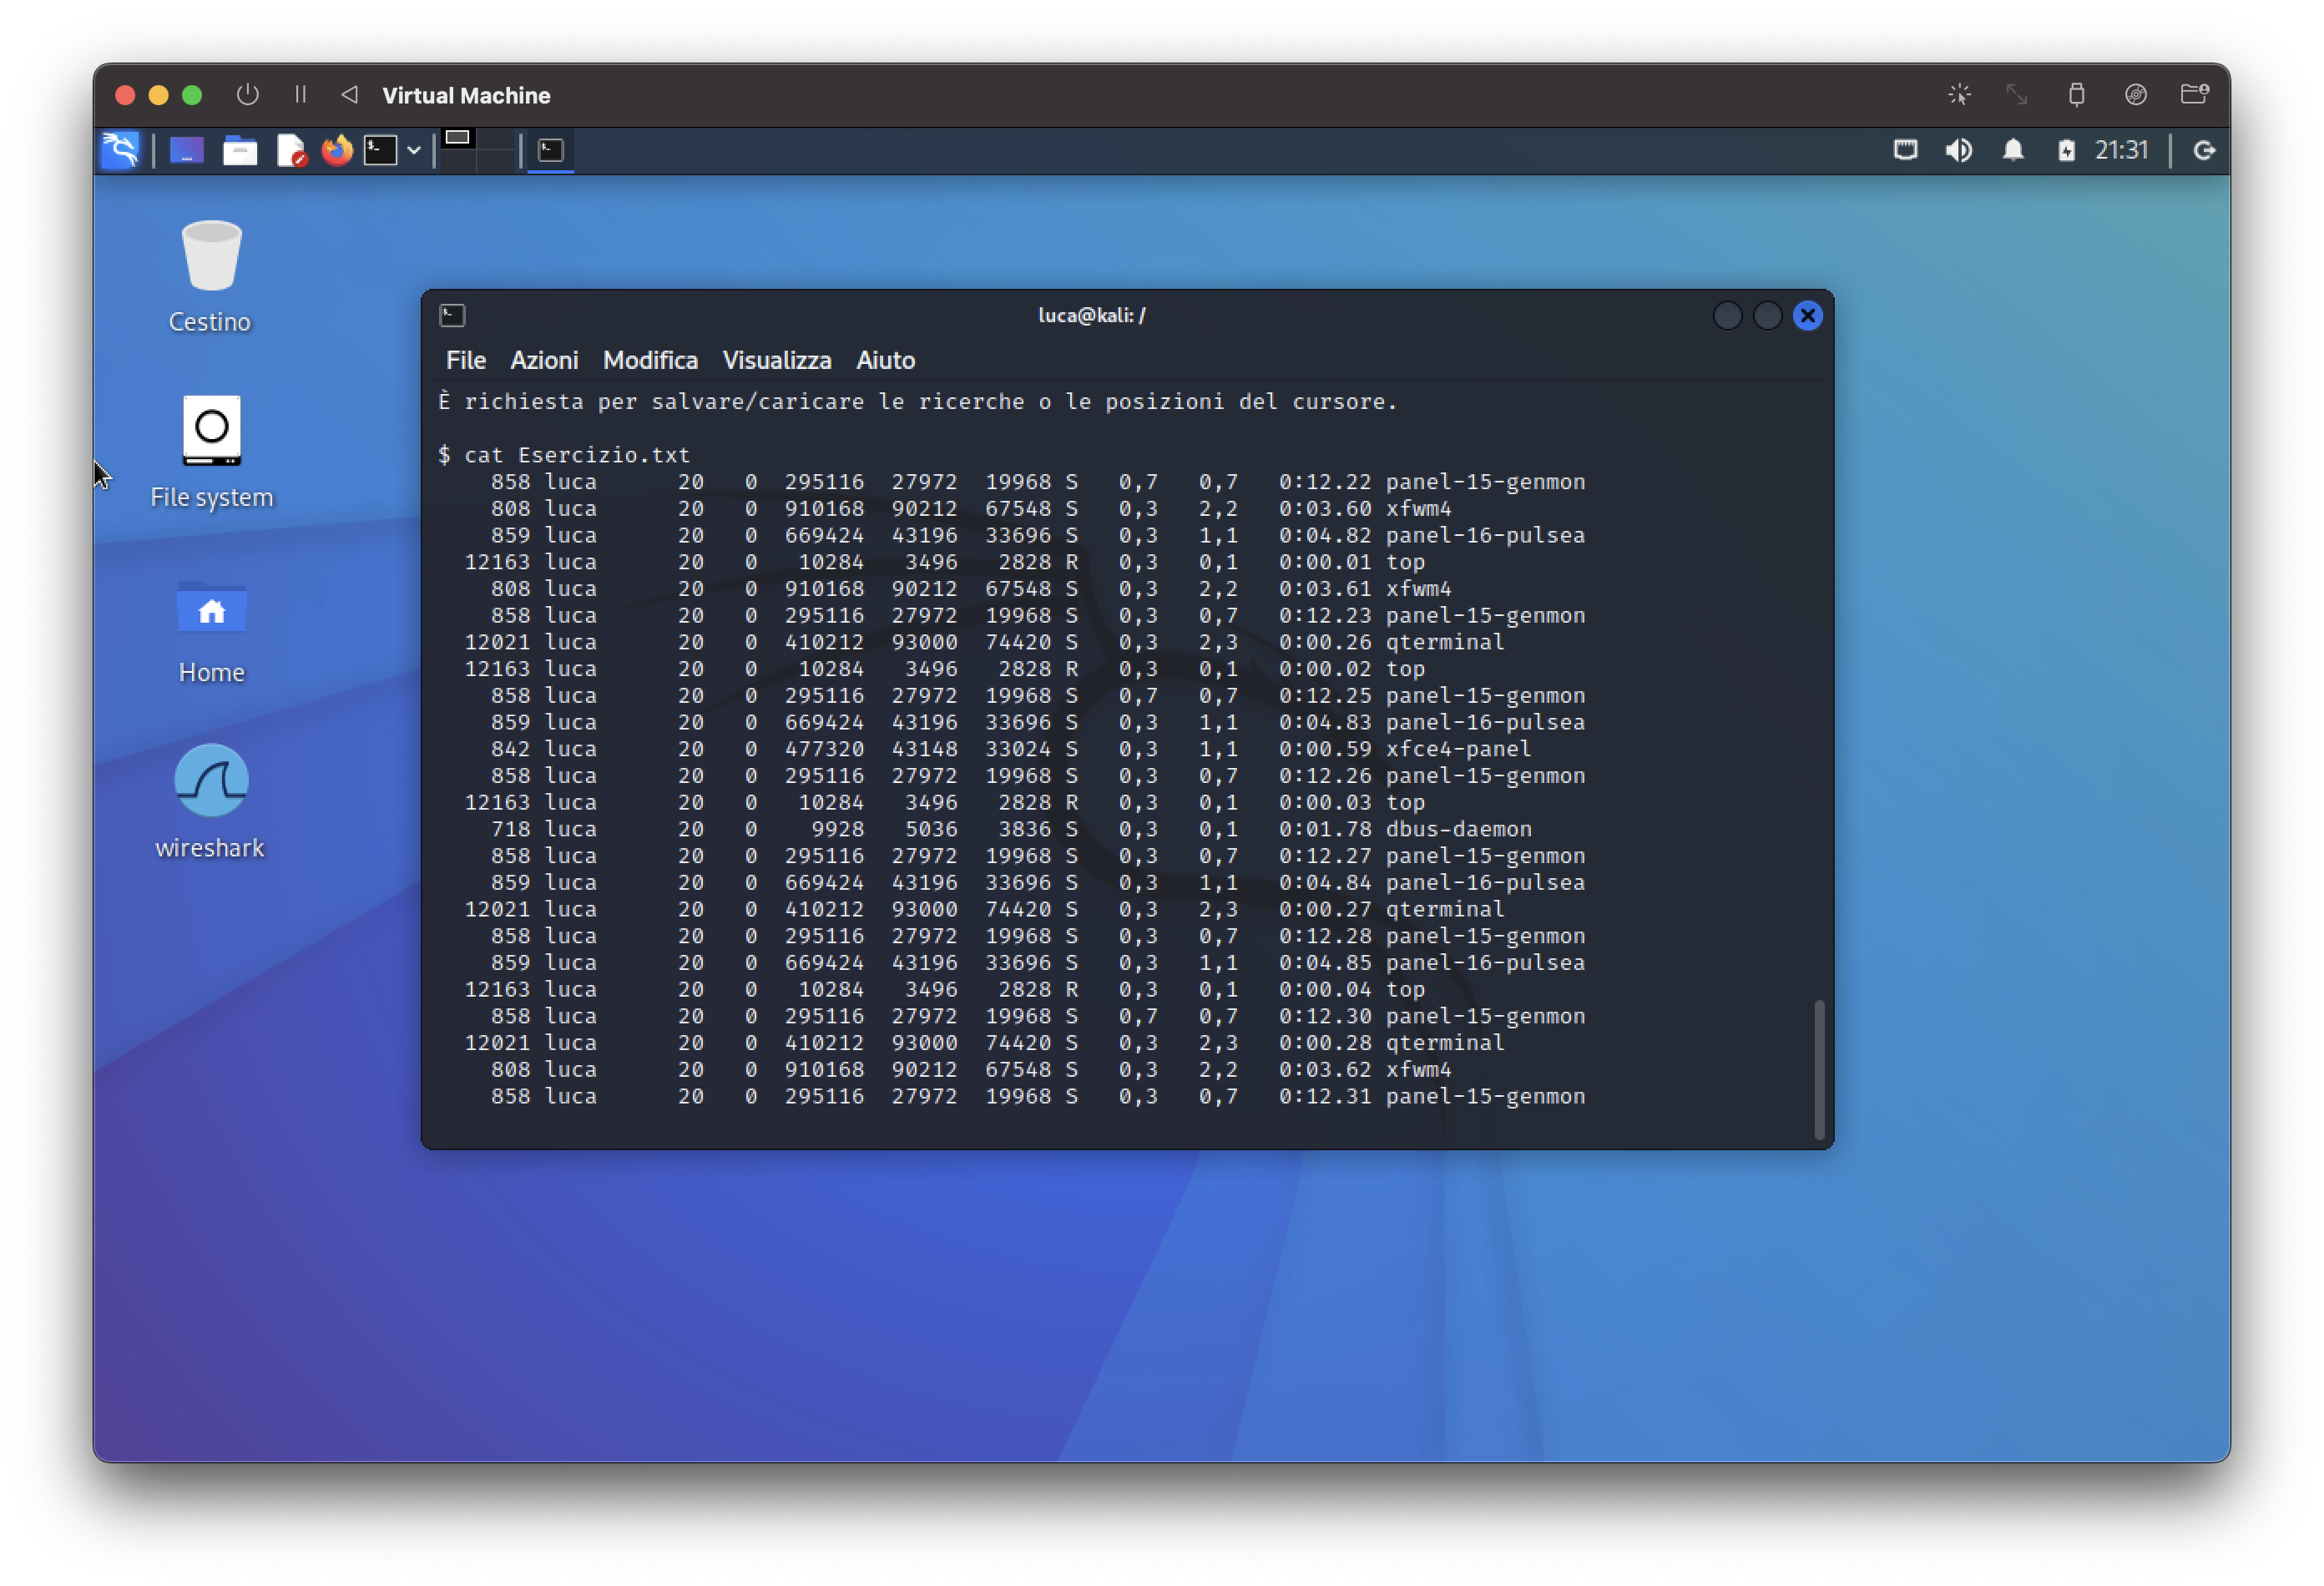 Virtual Machine
21:31
Cestino
File system
Home
wireshark
luca@kali: /
File Azioni Modifica Visualizza Aiuto
È richiesta per salvare/caricare le ricerche o le posizioni del cursore.
$ cat Esercizio.txt
858 luca 20 0 295116 27972 19968 S 0,7 0,7 0:12.22 panel-15-genmon
808 luca 20 0 910168 90212 67548 S 0,3 2,2 0:03.60 xfwm4
859 luca 20 0 669424 43196 33696 S 0,3 1,1 0:04.82 panel-16-pulsea
12163 luca 20 0 10284 3496 2828 R 0,3 0,1 0:00.01 top
808 luca 20 0 910168 90212 67548 S 0,3 2,2 0:03.61 xfwm4
858 luca 20 0 295116 27972 19968 S 0,3 0,7 0:12.23 panel-15-genmon
12021 luca 20 0 410212 93000 74420 S 0,3 2,3 0:00.26 qterminal
12163 luca 20 0 10284 3496 2828 R 0,3 0,1 0:00.02 top
858 luca 20 0 295116 27972 19968 S 0,7 0,7 0:12.25 panel-15-genmon
859 luca 20 0 669424 43196 33696 S 0,3 1,1 0:04.83 panel-16-pulsea
842 luca 20 0 477320 43148 33024 S 0,3 1,1 0:00.59 xfce4-panel
858 luca 20 0 295116 27972 19968 S 0,3 0,7 0:12.26 panel-15-genmon
12163 luca 20 0 10284 3496 2828 R 0,3 0,1 0:00.03 top
718 luca 20 0 9928 5036 3836 S 0,3 0,1 0:01.78 dbus-daemon
858 luca 20 0 295116 27972 19968 S 0,3 0,7 0:12.27 panel-15-genmon
859 luca 20 0 669424 43196 33696 S 0,3 1,1 0:04.84 panel-16-pulsea
12021 luca 20 0 410212 93000 74420 S 0,3 2,3 0:00.27 qterminal
858 luca 20 0 295116 27972 19968 S 0,3 0,7 0:12.28 panel-15-genmon
859 luca 20 0 669424 43196 33696 S 0,3 1,1 0:04.85 panel-16-pulsea
12163 luca 20 0 10284 3496 2828 R 0,3 0,1 0:00.04 top
858 luca 20 0 295116 27972 19968 S 0,7 0,7 0:12.30 panel-15-genmon
12021 luca 20 0 410212 93000 74420 S 0,3 2,3 0:00.28 qterminal
808 luca 20 0 910168 90212 67548 S 0,3 2,2 0:03.62 xfwm4
858 luca 20 0 295116 27972 19968 S 0,3 0,7 0:12.31 panel-15-genmon